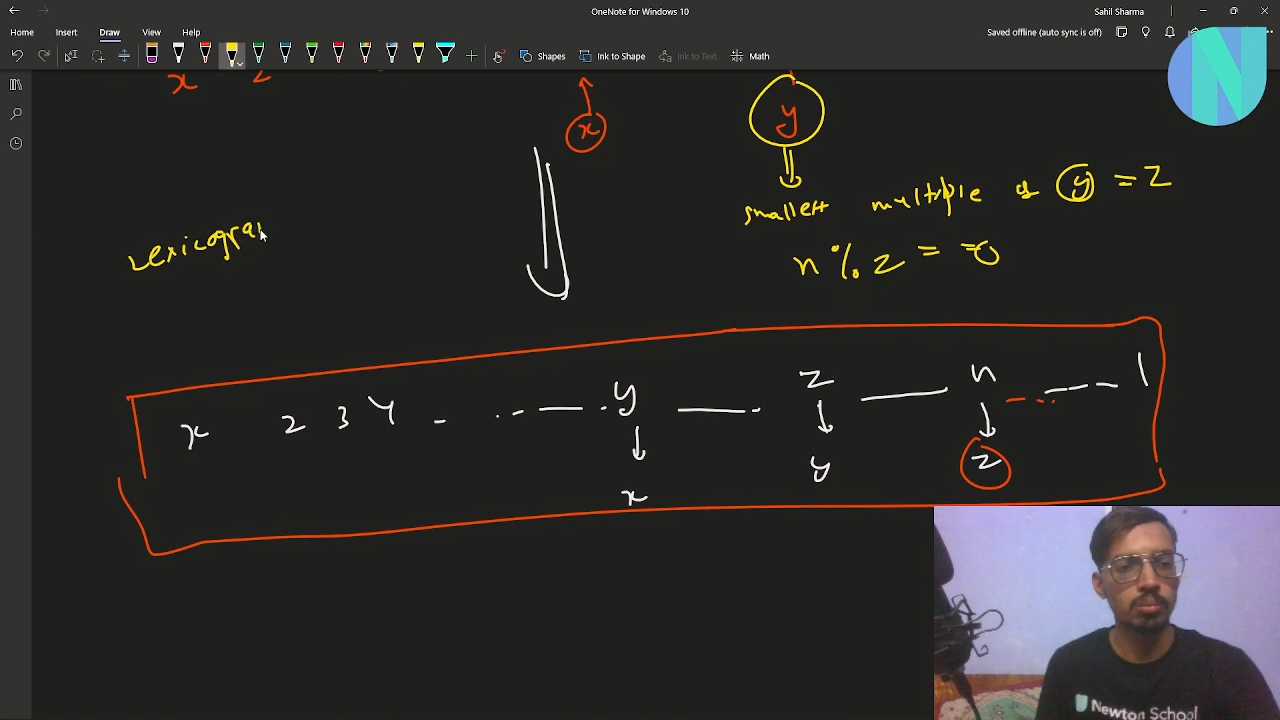 OneNote for Windows 10
Sahil Sharma
Home Insert Draw View Help
Saved offline (auto sync is off)
Shapes Ink to Shape Ink to Text Math
x 2
x
y
smallest multiple of y = z
n % z = 0
Lexicogra
x 2 3 4 - ... — y — z — n — 1
x y z
Newton School